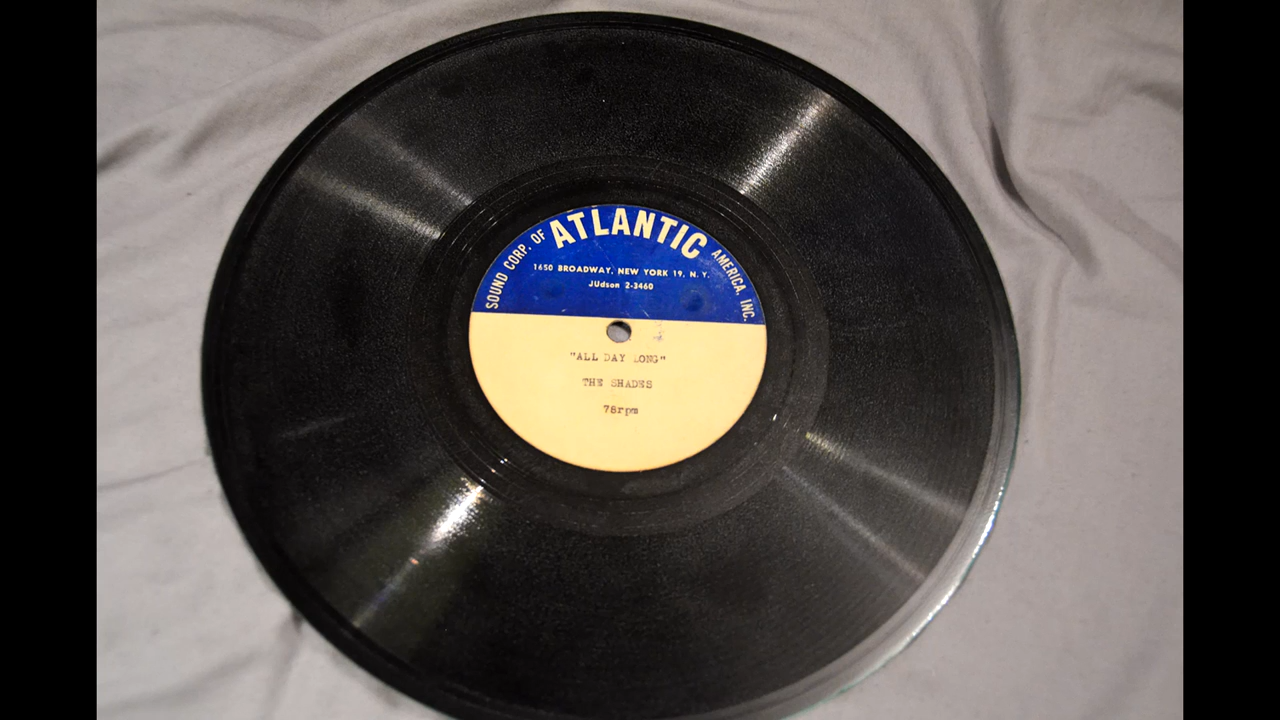 SOUND CORP. OF ATLANTIC AMERICA, INC.
1650 BROADWAY, NEW YORK 19, N. Y.
JUdson 2-3460
"ALL DAY LONG"
THE SHADES
78rpm